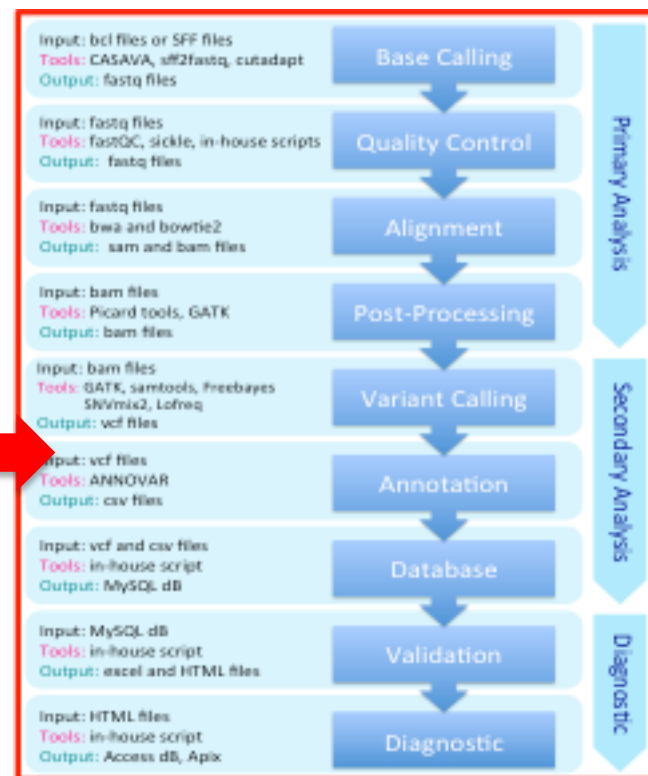 Input: bcl files or SFF files
Tools: CASAVA, sff2fastq, cutadapt
Output: fastq files
Base Calling
Input: fastq files
Tools: fastQC, sickle, in-house scripts
Output: fastq files
Quality Control
Input: fastq files
Tools: bwa and bowtie2
Output: sam and bam files
Alignment
Input: bam files
Tools: Picard tools, GATK
Output: bam files
Post-Processing
Primary Analysis
Input: bam files
Tools: GATK, samtools, Freebayes
SNVmix2, Lofreq
Output: vcf files
Variant Calling
Input: vcf files
Tools: ANNOVAR
Output: csv files
Annotation
Input: vcf and csv files
Tools: in-house script
Output: MySQL dB
Database
Secondary Analysis
Input: MySQL dB
Tools: in-house script
Output: excel and HTML files
Validation
Input: HTML files
Tools: in-house script
Output: Access dB, Apix
Diagnostic
Diagnostic